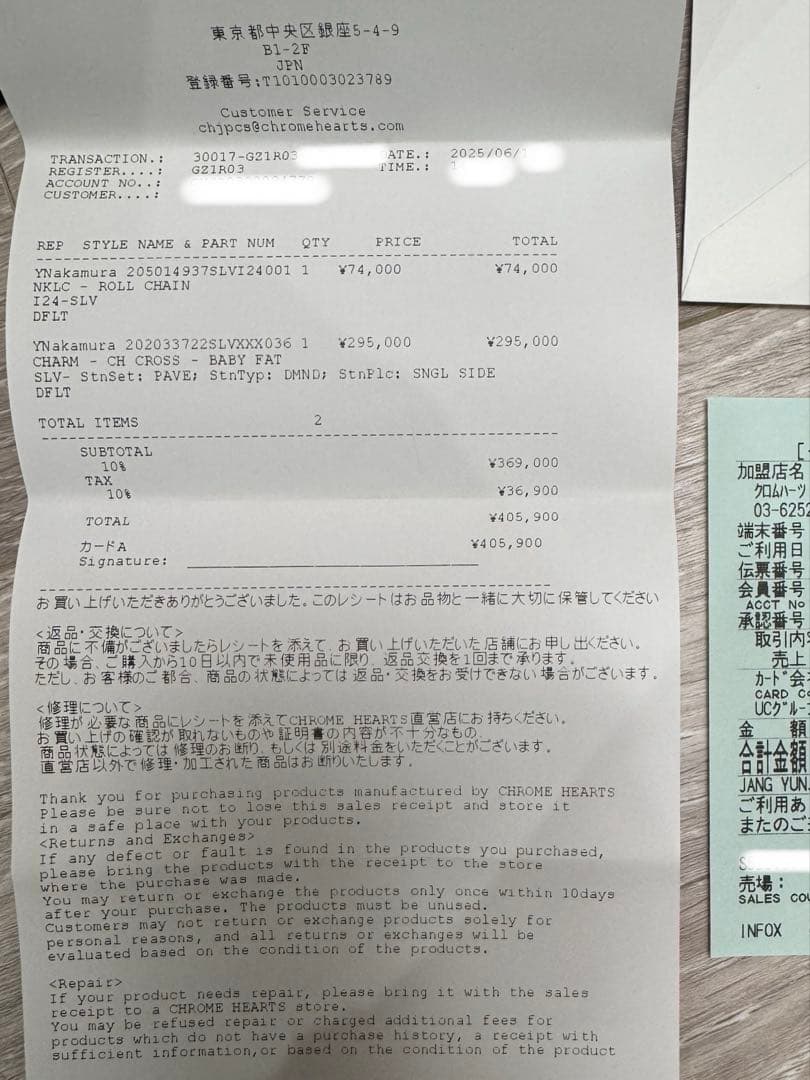 東京都中央区銀座5-4-9
B1-2F
JPN
登録番号:T1010003023789
Customer Service
chjpcs@chromehearts.com
TRANSACTION.: 30017-GZ1R03 ATE.: 2025/06/
REGISTER....: GZ1R03 TIME.:
ACCOUNT NO..:
CUSTOMER....:
REP STYLE NAME & PART NUM QTY PRICE TOTAL
YNakamura 205014937SLVI24001 1 ¥74,000 ¥74,000
NKLC - ROLL CHAIN
I24-SLV
DFLT
YNakamura 202033722SLVXXX036 1 ¥295,000 ¥295,000
CHARM - CH CROSS - BABY FAT
SLV- StnSet: PAVE; StnTyp: DMND; StnPlc: SNGL SIDE
DFLT
TOTAL ITEMS 2
SUBTOTAL
10% ¥369,000
TAX
10% ¥36,900
TOTAL ¥405,900
カードA ¥405,900
Signature:
お買い上げいただきありがとうございました。このレシートはお品物と一緒に大切に保管してください
<返品・交換について>
商品に不備がございましたらレシートを添えて、お買い上げいただいた店舗にお申し出ください。
その場合、ご購入から10日以内で未使用品に限り、返品交換を1回まで承ります。
ただし、お客様のご都合、商品の状態によっては返品・交換をお受けできない場合がございます。
<修理について>
修理が必要な商品にレシートを添えてCHROME HEARTS直営店にお持ちください。
お買い上げの確認が取れないものや証明書の内容が不十分なもの、
商品状態によっては修理のお断り、もしくは別途料金をいただくことがございます。
直営店以外で修理・加工された商品はお断りいたします。
Thank you for purchasing products manufactured by CHROME HEARTS
Please be sure not to lose this sales receipt and store it
in a safe place with your products.
<Returns and Exchanges>
If any defect or fault is found in the products you purchased,
please bring the products with the receipt to the store
where the purchase was made.
You may return or exchange the products only once within 10days
after your purchase. The products must be unused.
Customers may not return or exchange products solely for
personal reasons, and all returns or exchanges will be
evaluated based on the condition of the products.
<Repair>
If your product needs repair, please bring it with the sales
receipt to a CHROME HEARTS store.
You may be refused repair or charged additional fees for
products which do not have a purchase history, a receipt with
sufficient information,or based on the condition of the product
加盟店名
クロムハーツ
03-6252
端末番号
ご利用日
伝票番号
会員番号
ACCT No
承認番号
取引内
売上
カード会
CARD CO
UCグルー
金 額
合計金額
JANG YUN
ご利用あ
またのご
売場:
SALES COU
INFOX